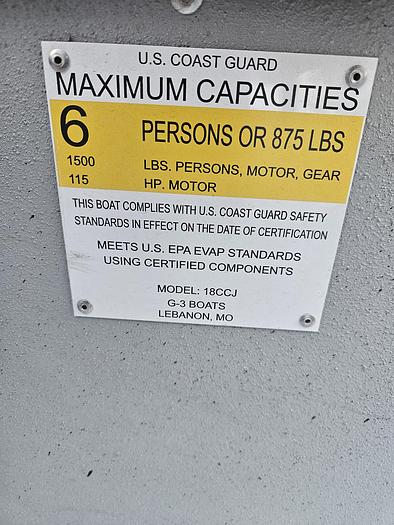 U.S. COAST GUARD
MAXIMUM CAPACITIES
6 PERSONS OR 875 LBS
1500 LBS. PERSONS, MOTOR, GEAR
115 HP. MOTOR
THIS BOAT COMPLIES WITH U.S. COAST GUARD SAFETY
STANDARDS IN EFFECT ON THE DATE OF CERTIFICATION
MEETS U.S. EPA EVAP STANDARDS
USING CERTIFIED COMPONENTS
MODEL: 18CCJ
G-3 BOATS
LEBANON, MO